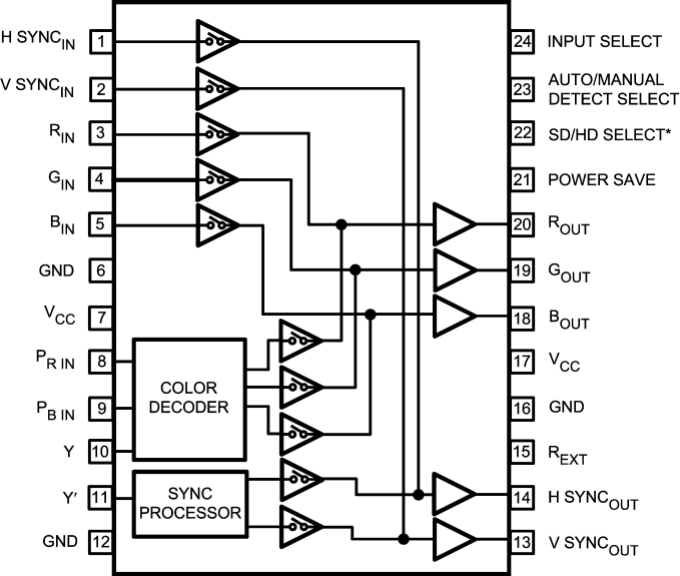 H SYNCIN 1
V SYNCIN 2
RIN 3
GIN 4
BIN 5
GND 6
VCC 7
PR IN 8
PB IN 9
Y 10
Y′ 11
GND 12
COLOR
DECODER
SYNC
PROCESSOR
24 INPUT SELECT
23 AUTO/MANUAL
DETECT SELECT
22 SD/HD SELECT*
21 POWER SAVE
20 ROUT
19 GOUT
18 BOUT
17 VCC
16 GND
15 REXT
14 H SYNCOUT
13 V SYNCOUT